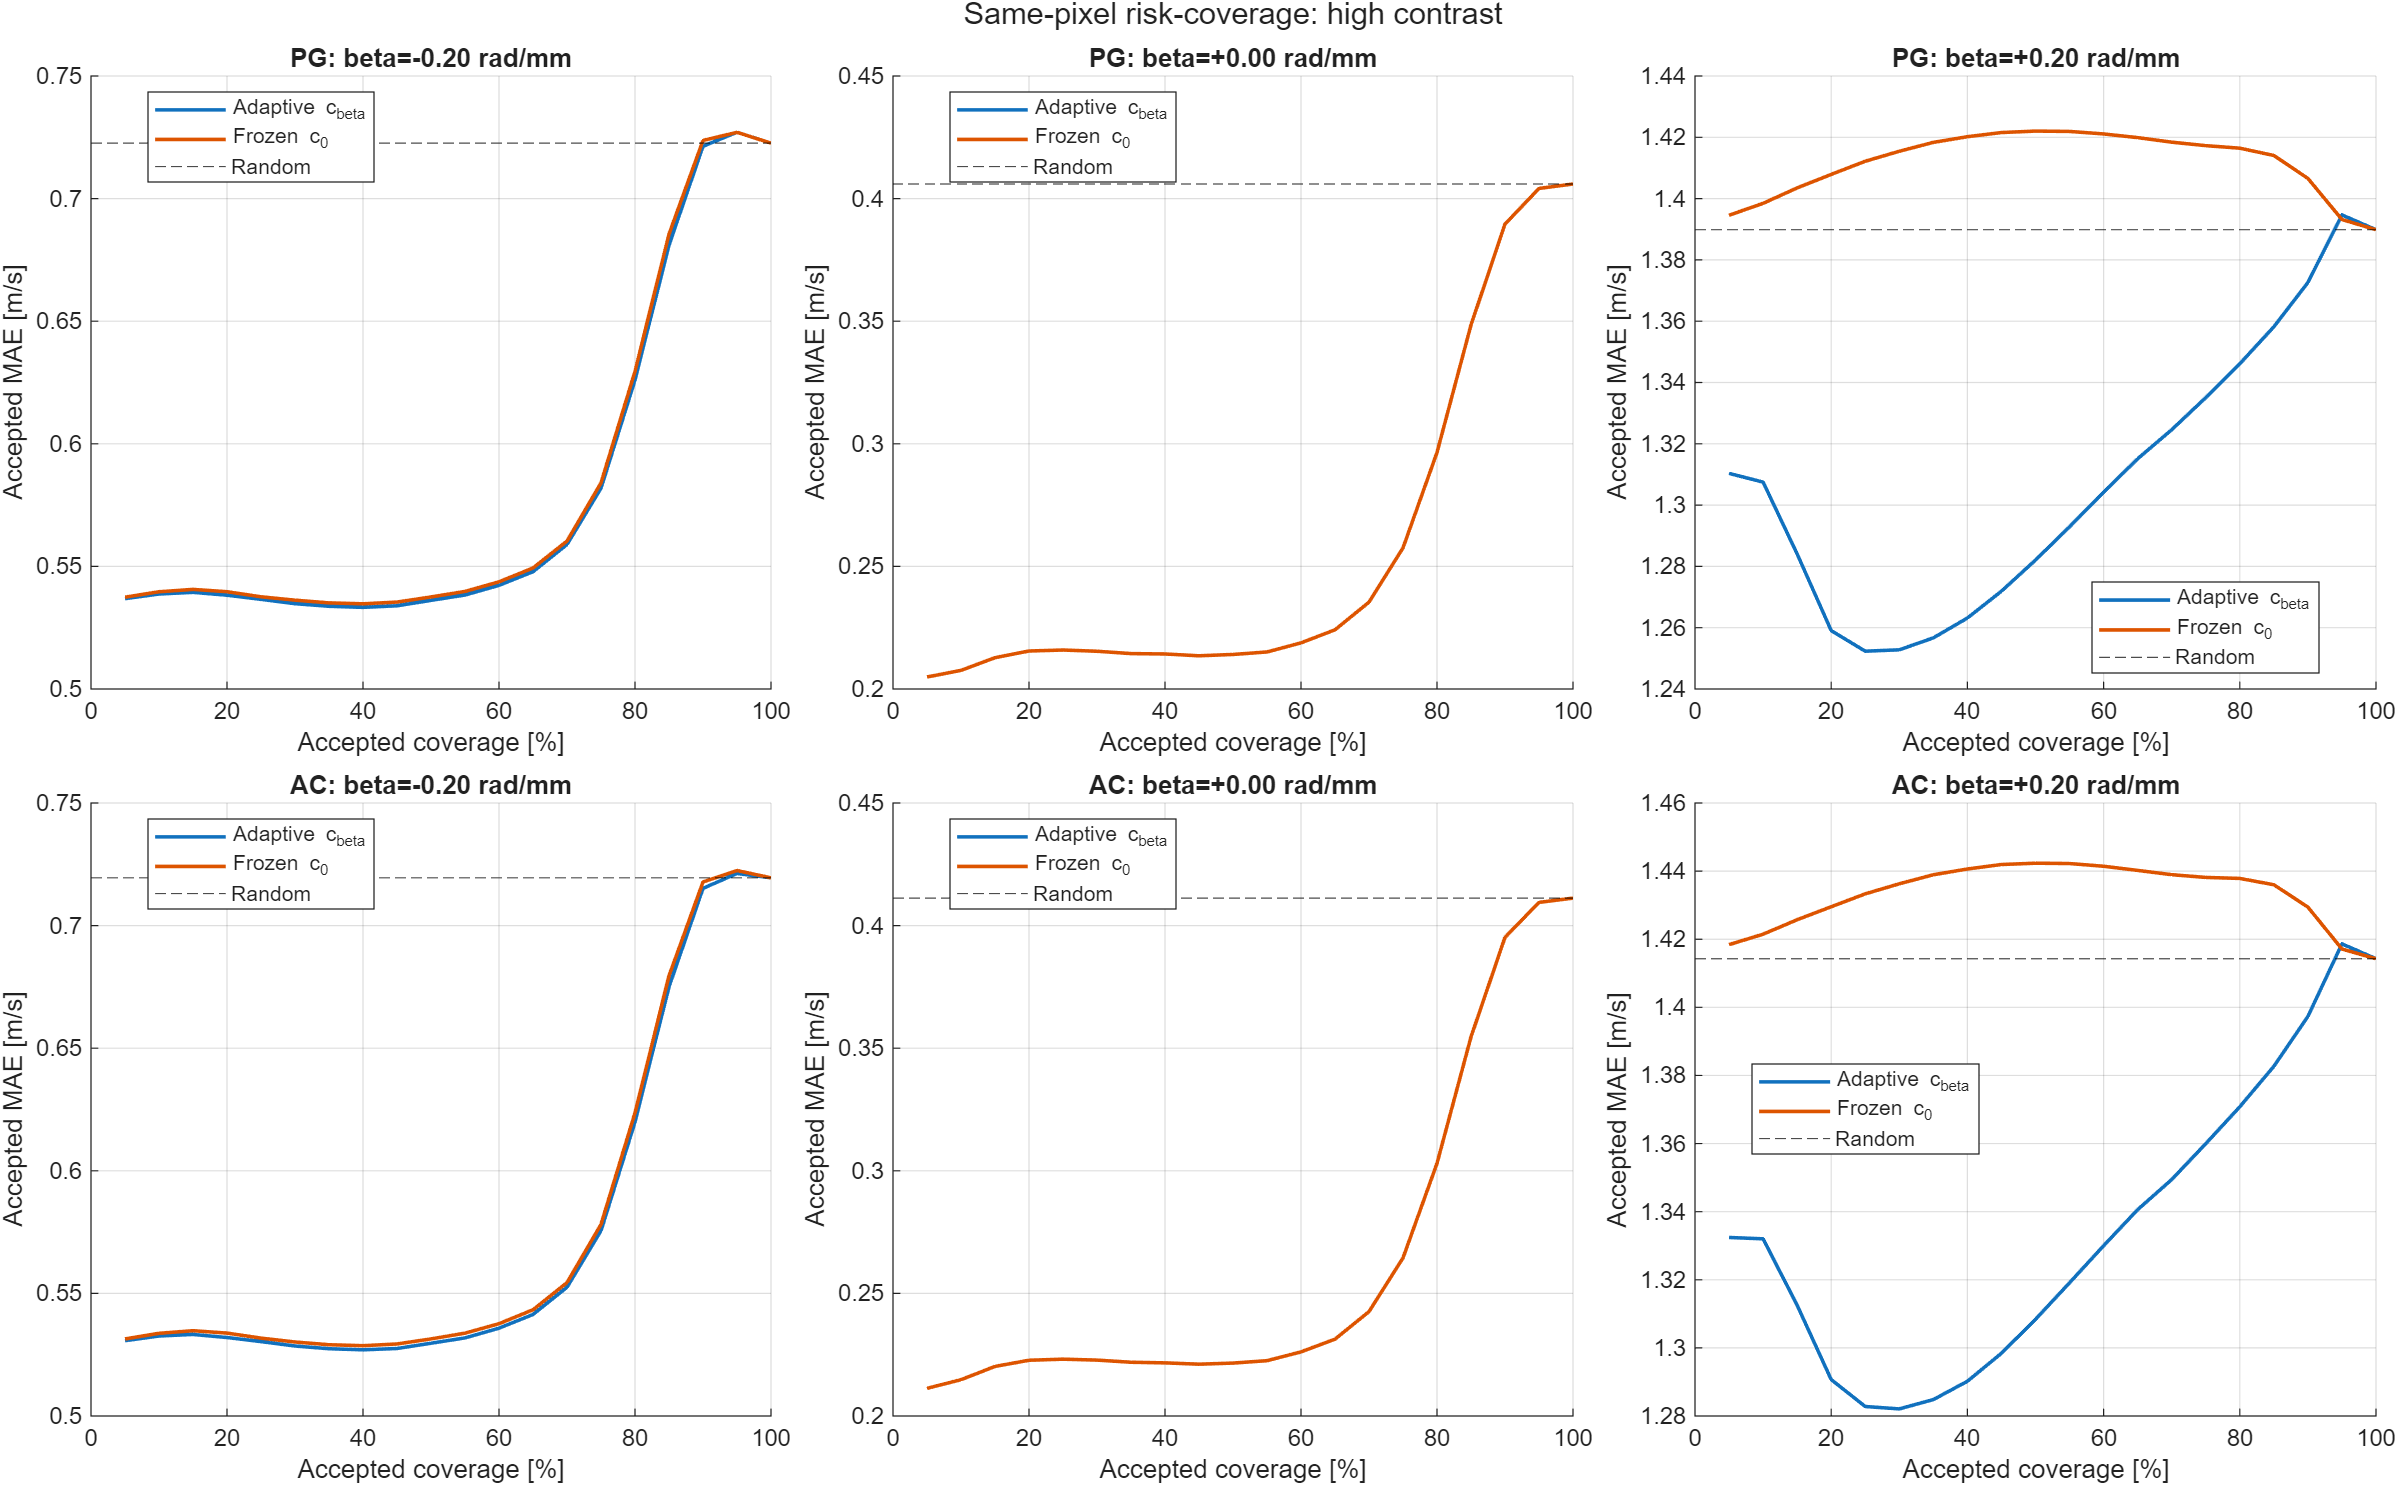 Same-pixel risk-coverage: high contrast
PG: beta=-0.20 rad/mm
0.75
0.7
0.65
0.6
0.55
0.5
Accepted MAE [m/s]
Adaptive c_beta
Frozen c_0
Random
0 20 40 60 80 100
Accepted coverage [%]
PG: beta=+0.00 rad/mm
0.45
0.4
0.35
0.3
0.25
0.2
Accepted MAE [m/s]
Adaptive c_beta
Frozen c_0
Random
0 20 40 60 80 100
Accepted coverage [%]
PG: beta=+0.20 rad/mm
1.44
1.42
1.4
1.38
1.36
1.34
1.32
1.3
1.28
1.26
1.24
Accepted MAE [m/s]
Adaptive c_beta
Frozen c_0
Random
0 20 40 60 80 100
Accepted coverage [%]
AC: beta=-0.20 rad/mm
0.75
0.7
0.65
0.6
0.55
0.5
Accepted MAE [m/s]
Adaptive c_beta
Frozen c_0
Random
0 20 40 60 80 100
Accepted coverage [%]
AC: beta=+0.00 rad/mm
0.45
0.4
0.35
0.3
0.25
0.2
Accepted MAE [m/s]
Adaptive c_beta
Frozen c_0
Random
0 20 40 60 80 100
Accepted coverage [%]
AC: beta=+0.20 rad/mm
1.46
1.44
1.42
1.4
1.38
1.36
1.34
1.32
1.3
1.28
Accepted MAE [m/s]
Adaptive c_beta
Frozen c_0
Random
0 20 40 60 80 100
Accepted coverage [%]